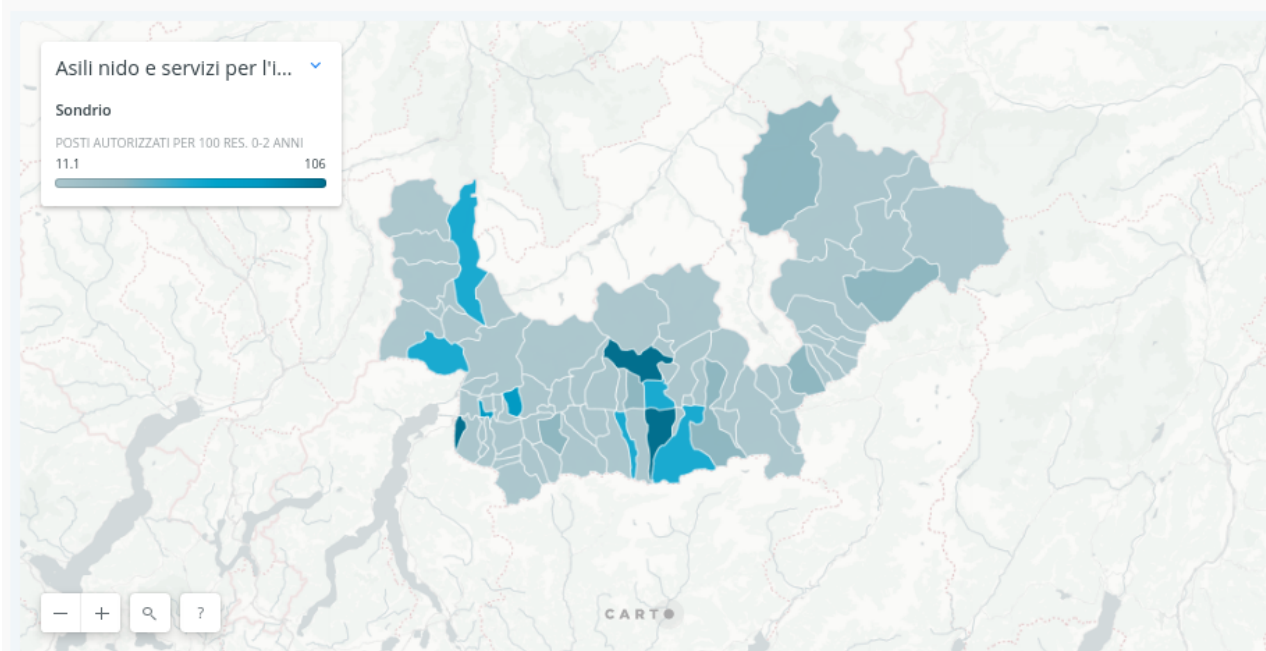 Asili nido e servizi per l'i...
Sondrio
POSTI AUTORIZZATI PER 100 RES. 0-2 ANNI
11.1 106
− + ?
CARTO